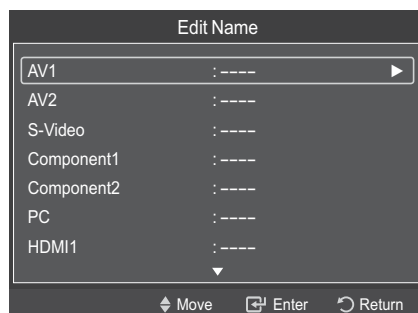 Edit Name
AV1 : ---- ►
AV2 : ----
S-Video : ----
Component1 : ----
Component2 : ----
PC : ----
HDMI1 : ----
▼
Move Enter Return